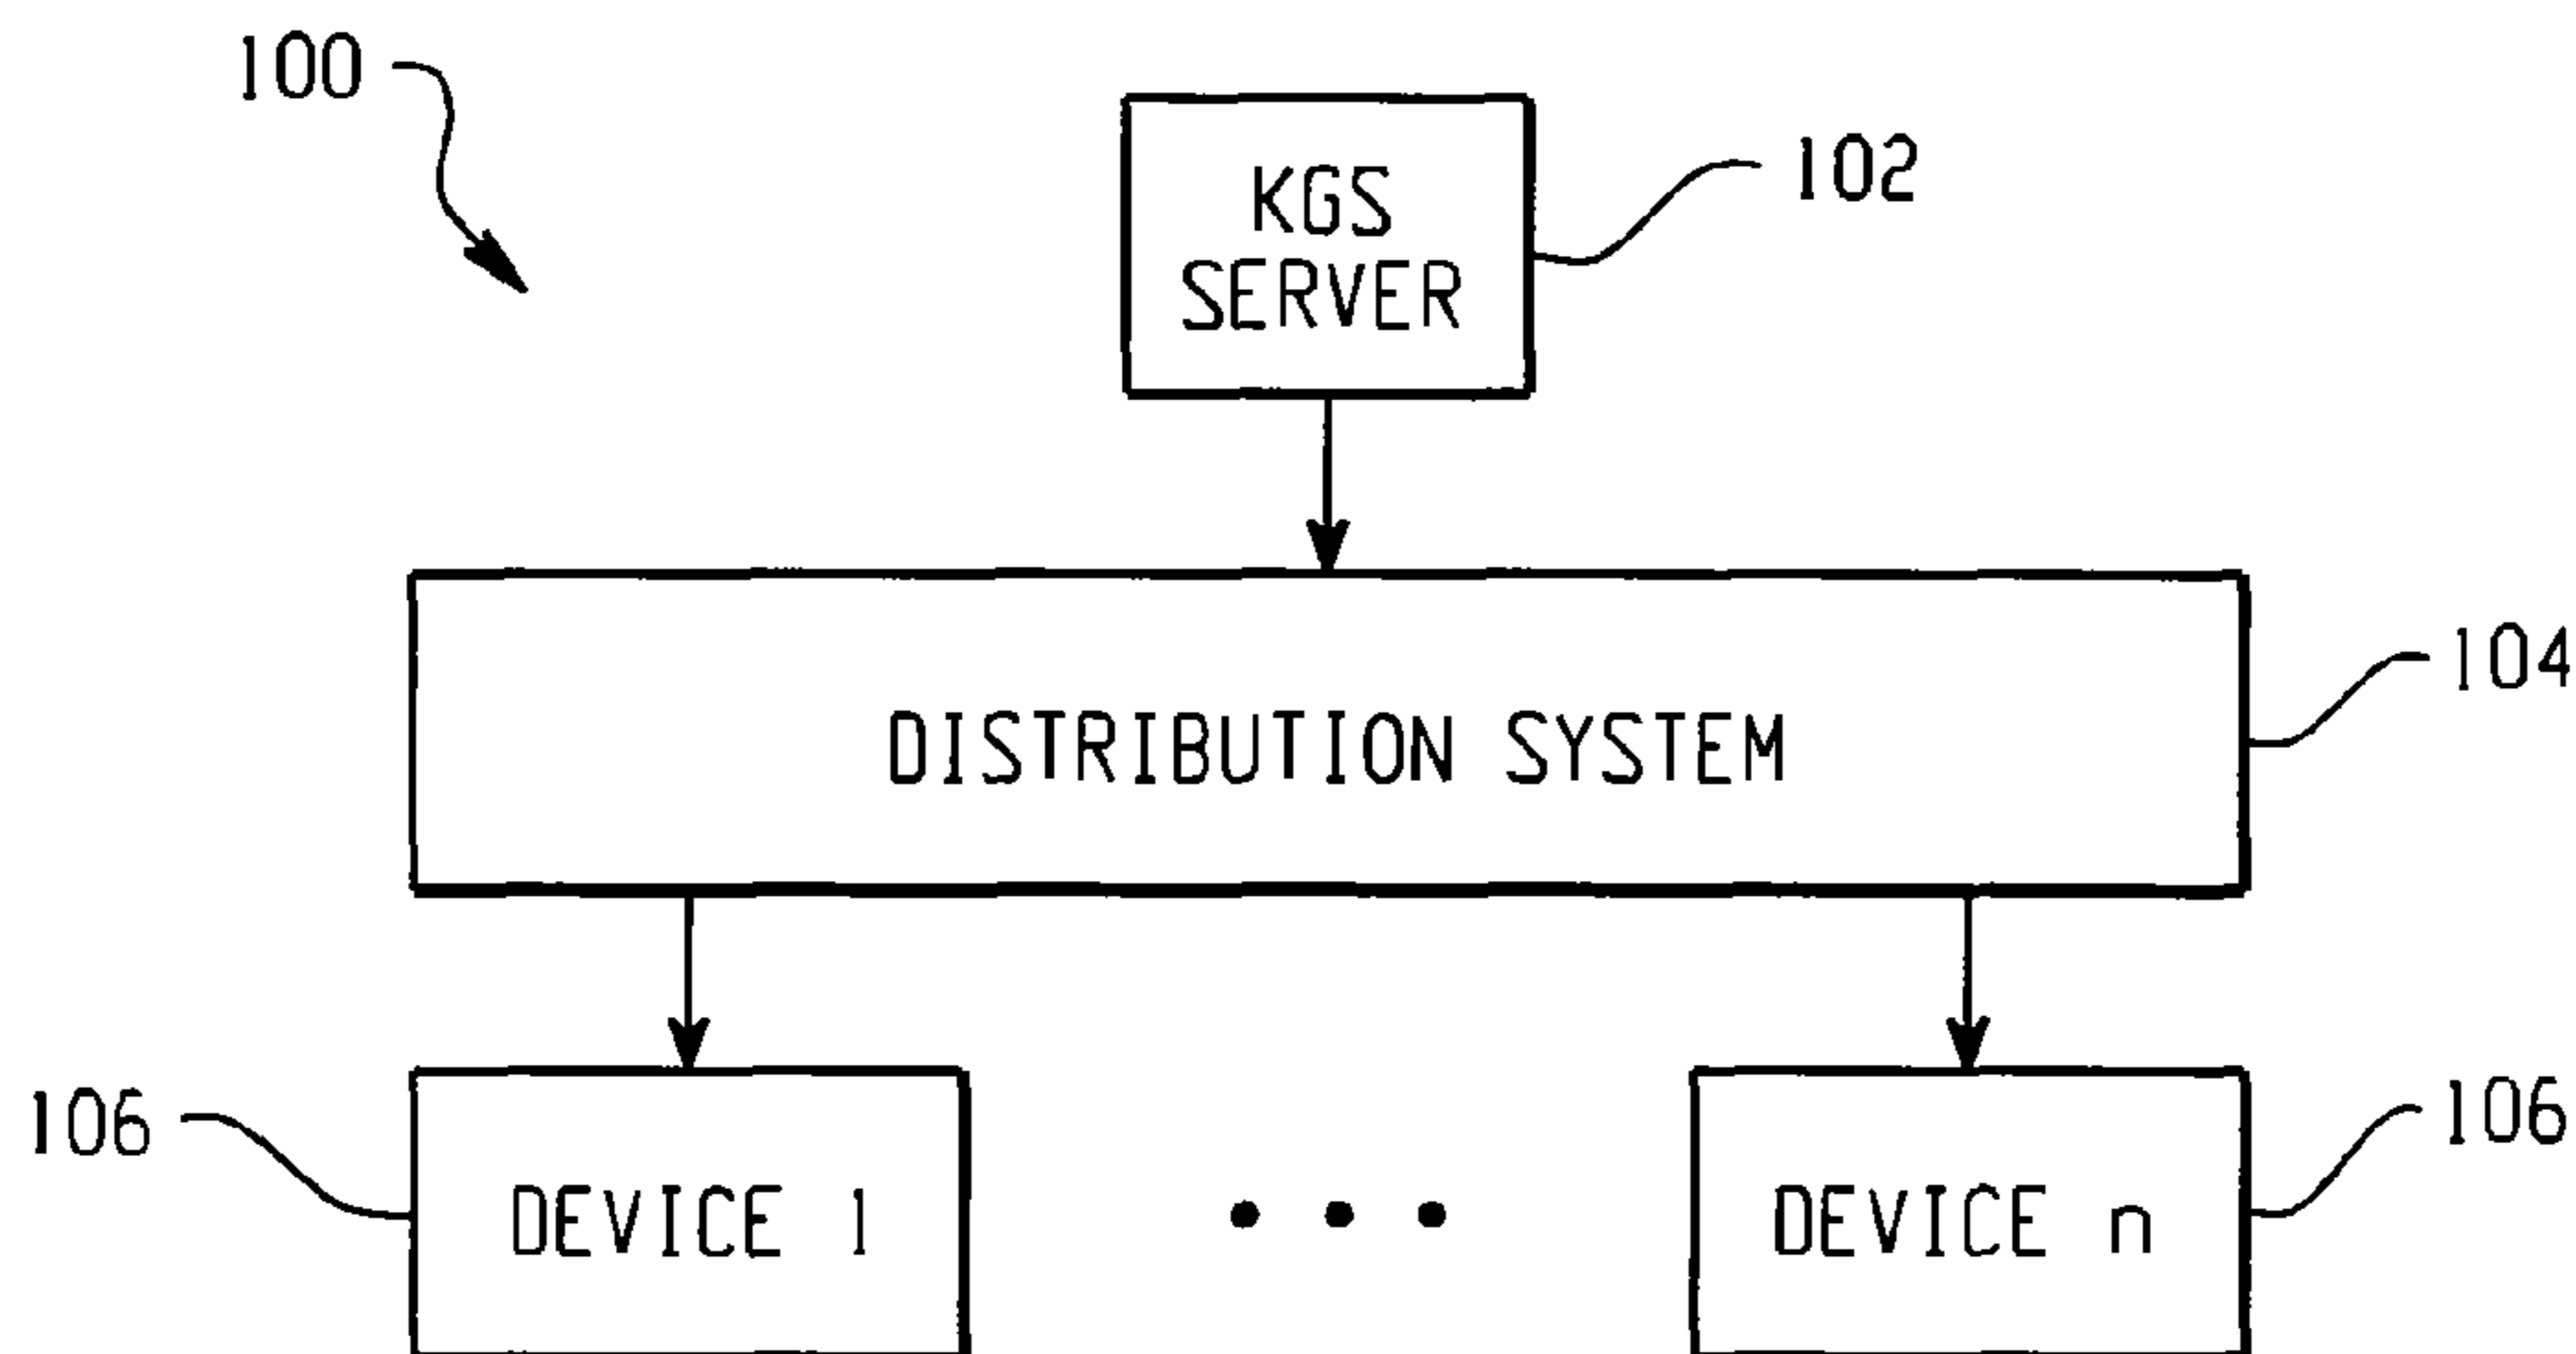 100
KGS
SERVER
102
DISTRIBUTION SYSTEM
104
106
DEVICE 1
DEVICE n
106